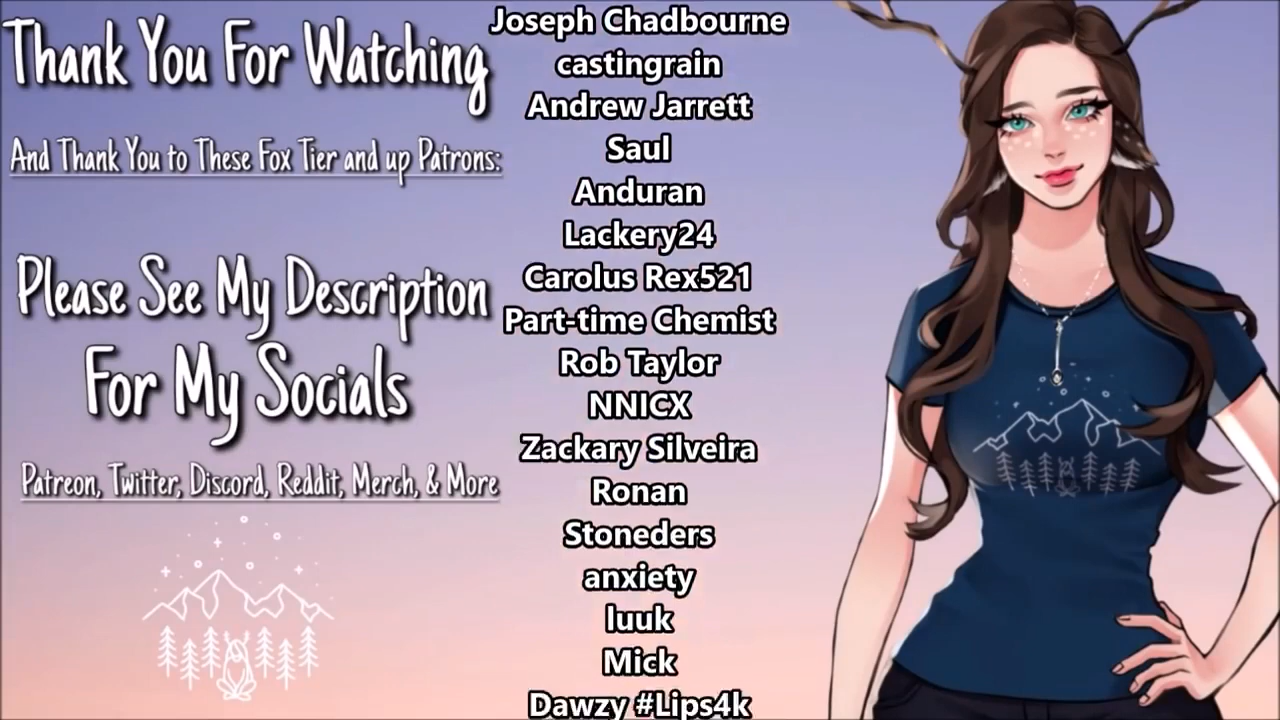 Thank You For Watching
And Thank You to These Fox Tier and up Patrons:
Please See My Description
For My Socials
Patreon, Twitter, Discord, Reddit, Merch, & More
Joseph Chadbourne
castingrain
Andrew Jarrett
Saul
Anduran
Lackery24
Carolus Rex521
Part-time Chemist
Rob Taylor
NNICX
Zackary Silveira
Ronan
Stoneders
anxiety
luuk
Mick
Dawzy #Lips4k